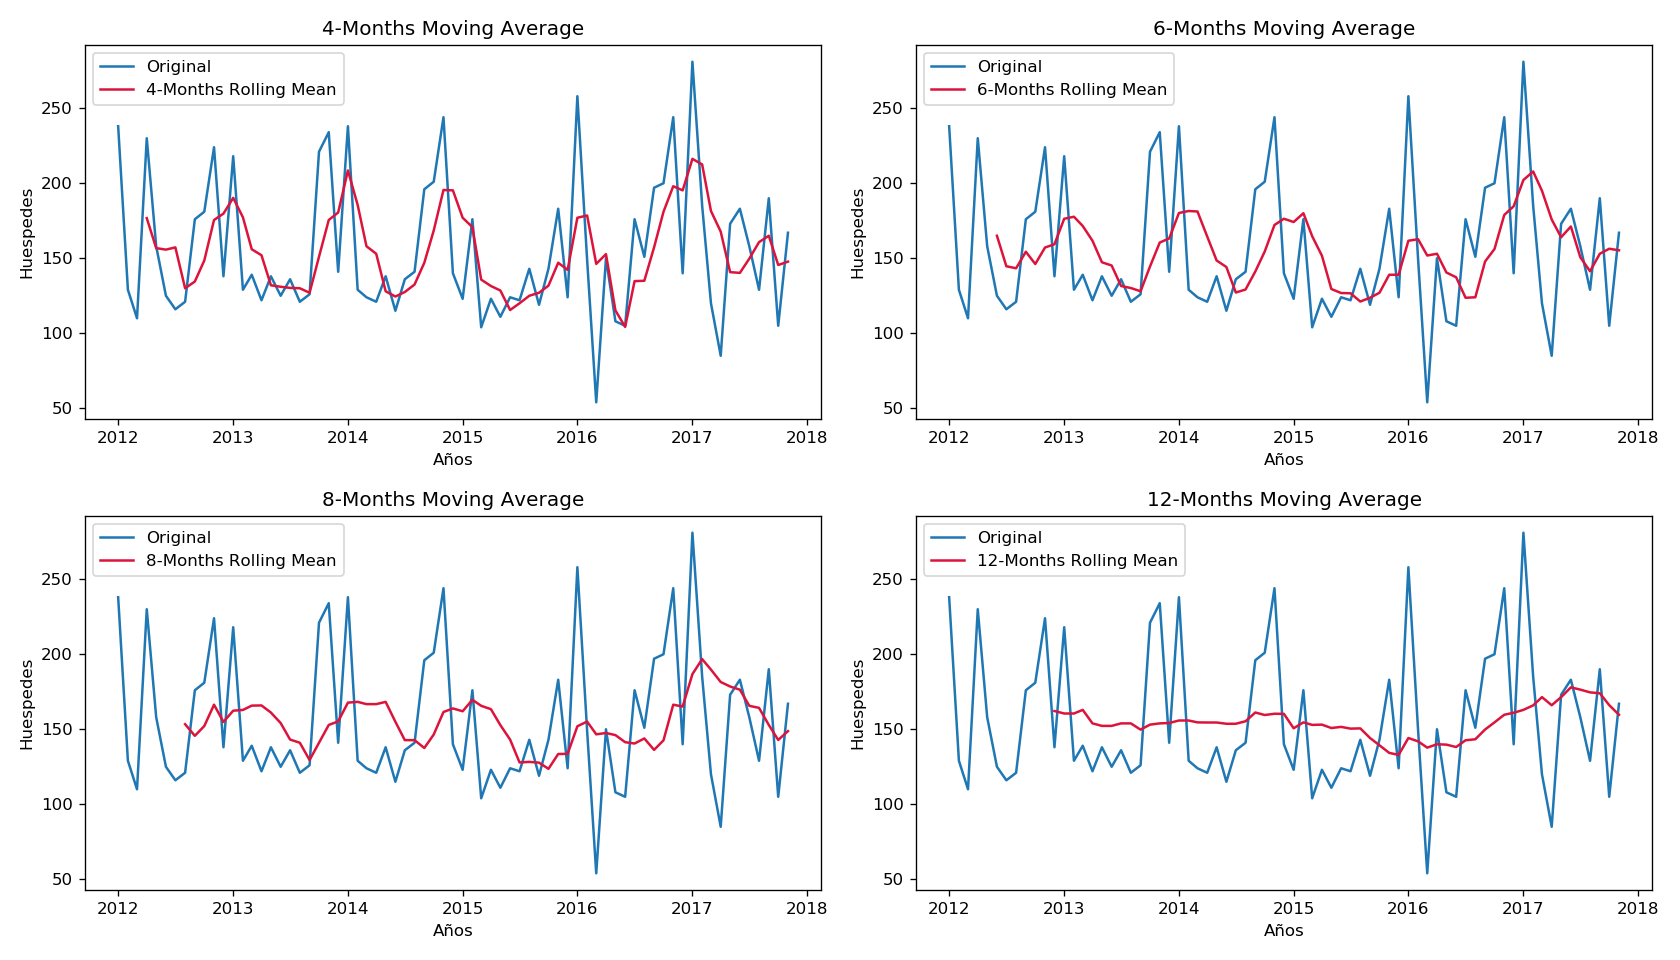 4-Months Moving Average
Original
4-Months Rolling Mean
250
200
150
100
50
Huespedes
2012 2013 2014 2015 2016 2017 2018
Años
6-Months Moving Average
Original
6-Months Rolling Mean
250
200
150
100
50
Huespedes
2012 2013 2014 2015 2016 2017 2018
Años
8-Months Moving Average
Original
8-Months Rolling Mean
250
200
150
100
50
Huespedes
2012 2013 2014 2015 2016 2017 2018
Años
12-Months Moving Average
Original
12-Months Rolling Mean
250
200
150
100
50
Huespedes
2012 2013 2014 2015 2016 2017 2018
Años